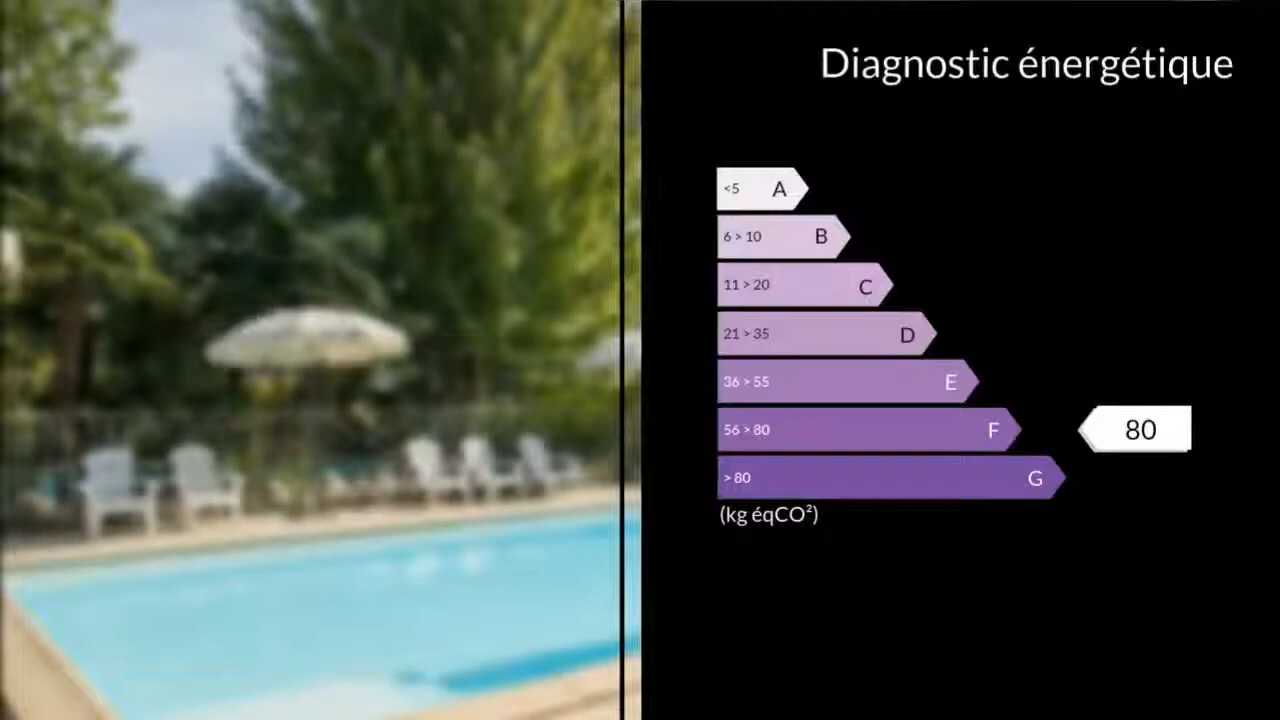 Diagnostic énergétique
<5 A
6 > 10 B
11 > 20 C
21 > 35 D
36 > 55 E
56 > 80 F 80
> 80 G
(kg éqCO²)